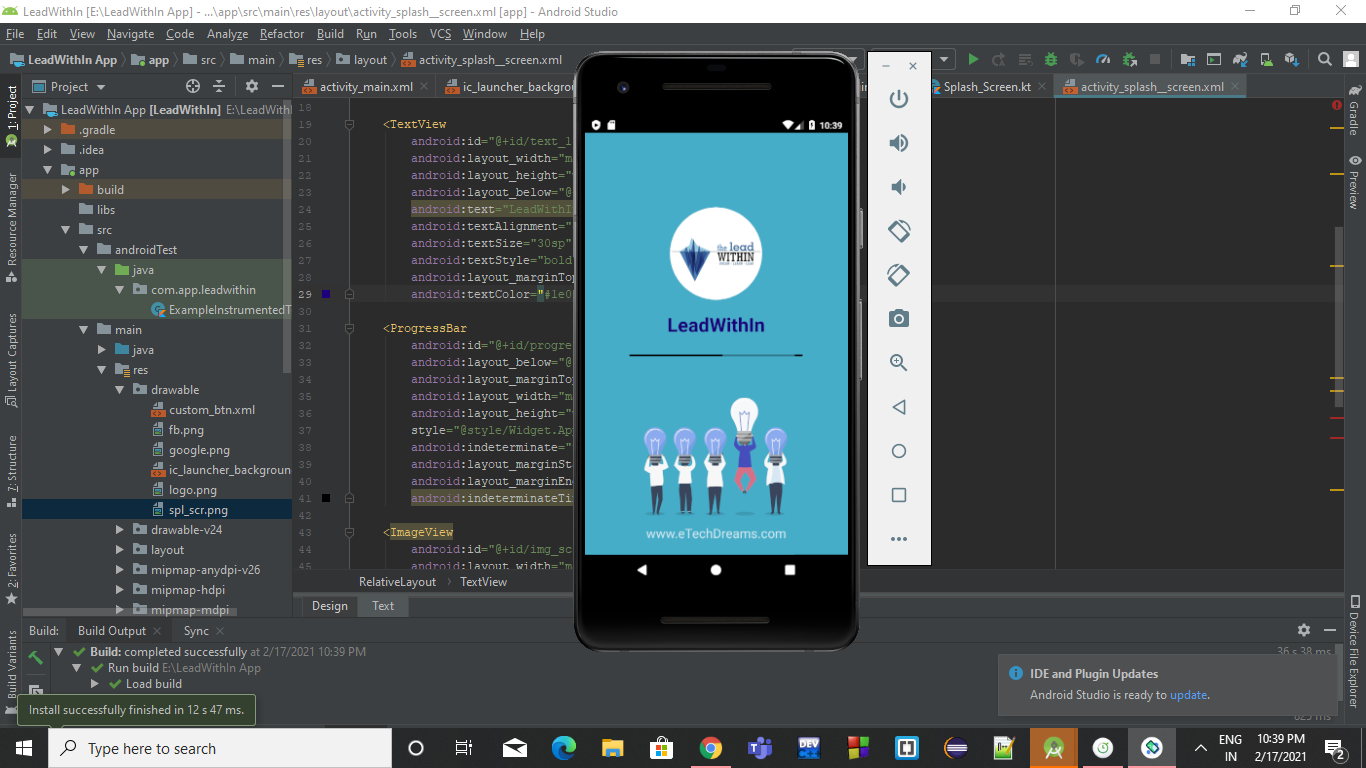 LeadWithIn [E:\LeadWithIn App] - ...\app\src\main\res\layout\activity_splash__screen.xml [app] - Android Studio
File Edit View Navigate Code Analyze Refactor Build Run Tools VCS Window Help
LeadWithIn App app src main res layout activity_splash__screen.xml
Project
activity_main.xml ic_launcher_backgrou Splash_Screen.kt activity_splash__screen.xml
LeadWithIn App [LeadWithIn] E:\LeadWithI
.gradle
.idea
app
build
libs
src
androidTest
java
com.app.leadwithin
ExampleInstrumentedT
main
java
res
drawable
custom_btn.xml
fb.png
google.png
ic_launcher_backgroun
logo.png
spl_scr.png
drawable-v24
layout
mipmap-anydpi-v26
mipmap-hdpi
mipmap-mdpi
1: Project
Resource Manager
Layout Captures
7: Structure
2: Favorites
Build Variants
18
19 <TextView
20 android:id="@+id/text_l
21 android:layout_width="m
22 android:layout_height="
23 android:layout_below="@
24 android:text="LeadWithI
25 android:textAlignment="
26 android:textSize="30sp"
27 android:textStyle="bold"
28 android:layout_marginTop
29 android:textColor="#1e0
30
31 <ProgressBar
32 android:id="@+id/progre
33 android:layout_below="@
34 android:layout_marginTop
35 android:layout_width="m
36 android:layout_height="
37 style="@style/Widget.Ap
38 android:indeterminate="
39 android:layout_marginSt
40 android:layout_marginEn
41 android:indeterminateTi
42
43 <ImageView
44 android:id="@+id/img_sc
45 android:layout_width="m
RelativeLayout TextView
Design Text
10:39
the lead
WITHIN
LeadWithIn
www.eTechDreams.com
Gradle
Preview
Device File Explorer
Build: Build Output Sync
Build: completed successfully at 2/17/2021 10:39 PM
36 s 38 ms
Run build E:\LeadWithIn App
Load build
Install successfully finished in 12 s 47 ms.
IDE and Plugin Updates
Android Studio is ready to update.
Type here to search
DEV
C++
ENG
IN
10:39 PM
2/17/2021
2